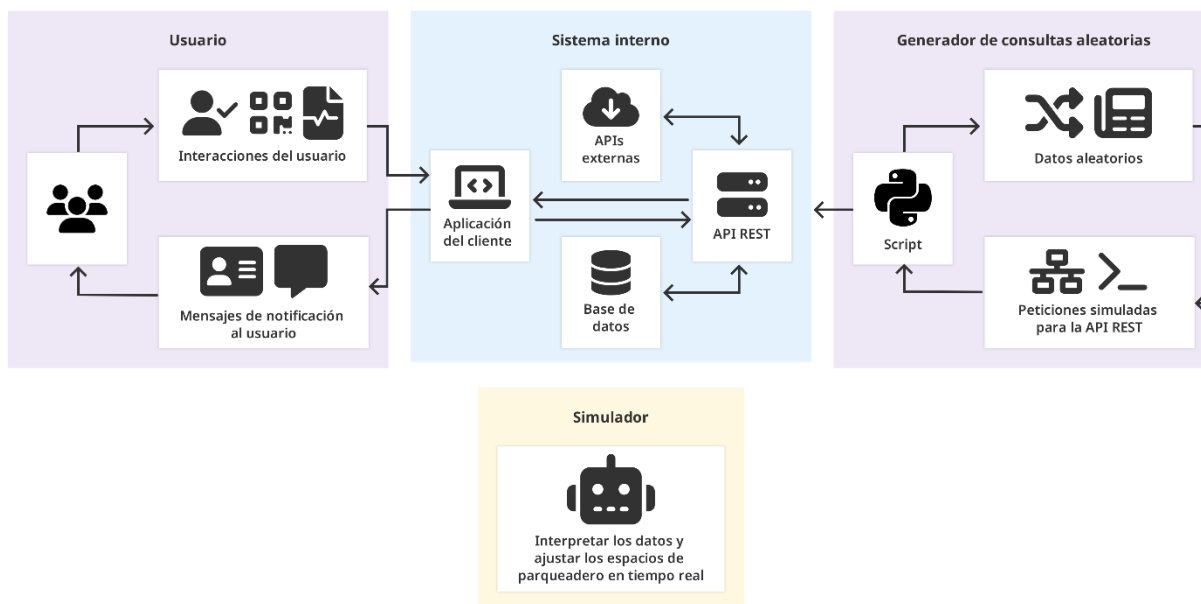 Usuario
Interacciones del usuario
Mensajes de notificación
al usuario
Sistema interno
APIs
externas
Aplicación
del cliente
API REST
Base de
datos
Generador de consultas aleatorias
Datos aleatorios
Script
Peticiones simuladas
para la API REST
Simulador
Interpretar los datos y
ajustar los espacios de
parqueadero en tiempo real